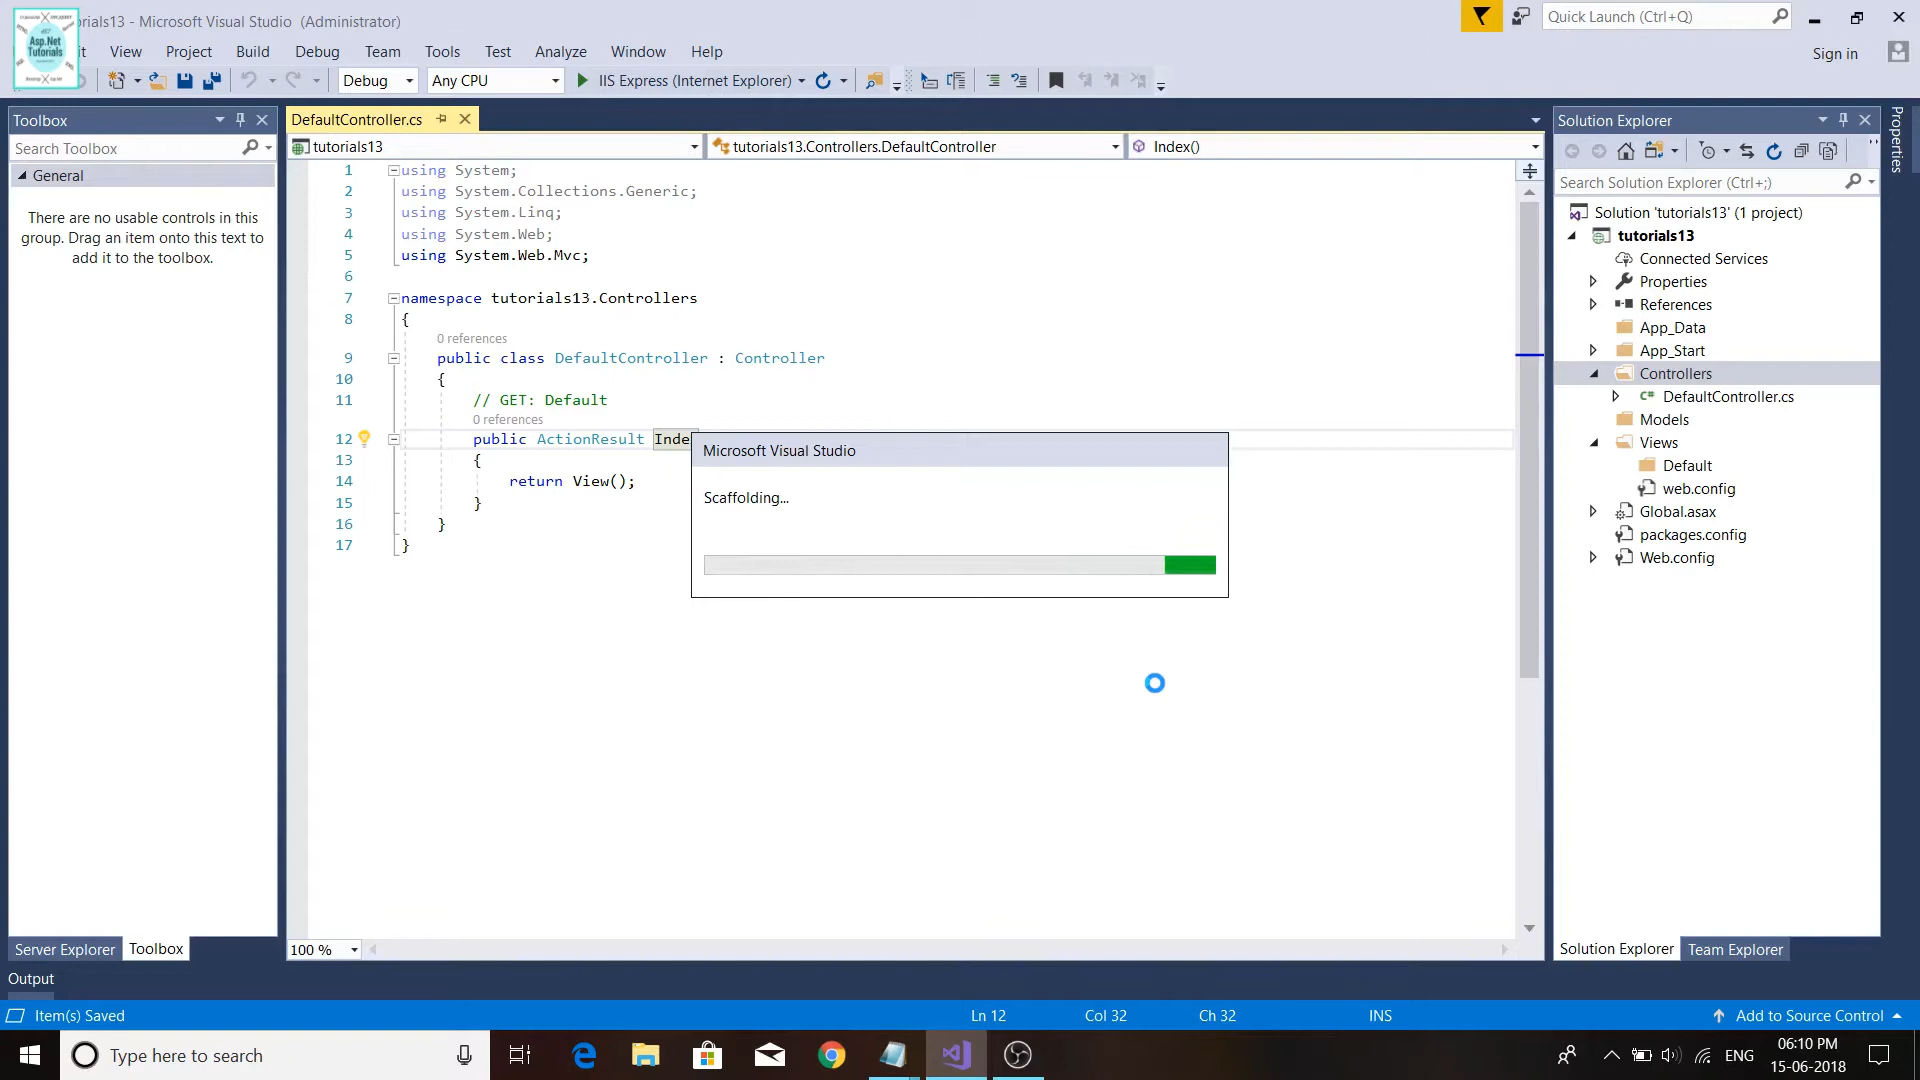 orials13 - Microsoft Visual Studio (Administrator)
Quick Launch (Ctrl+Q)
Asp.Net
Tutorials
View Project Build Debug Team Tools Test Analyze Window Help
Sign in
Debug Any CPU IIS Express (Internet Explorer)
Toolbox
Search Toolbox
General
There are no usable controls in this
group. Drag an item onto this text to
add it to the toolbox.
Server Explorer Toolbox
Output
DefaultController.cs
tutorials13 tutorials13.Controllers.DefaultController Index()
1 using System;
2 using System.Collections.Generic;
3 using System.Linq;
4 using System.Web;
5 using System.Web.Mvc;
6
7 namespace tutorials13.Controllers
8 {
0 references
9 public class DefaultController : Controller
10 {
11 // GET: Default
0 references
12 public ActionResult Inde
13 {
14 return View();
15 }
16 }
17 }
Microsoft Visual Studio
Scaffolding...
100 %
Solution Explorer
Search Solution Explorer (Ctrl+;)
Solution 'tutorials13' (1 project)
tutorials13
Connected Services
Properties
References
App_Data
App_Start
Controllers
C# DefaultController.cs
Models
Views
Default
web.config
Global.asax
packages.config
Web.config
Solution Explorer Team Explorer
Properties
Item(s) Saved Ln 12 Col 32 Ch 32 INS Add to Source Control
Type here to search
ENG
06:10 PM
15-06-2018